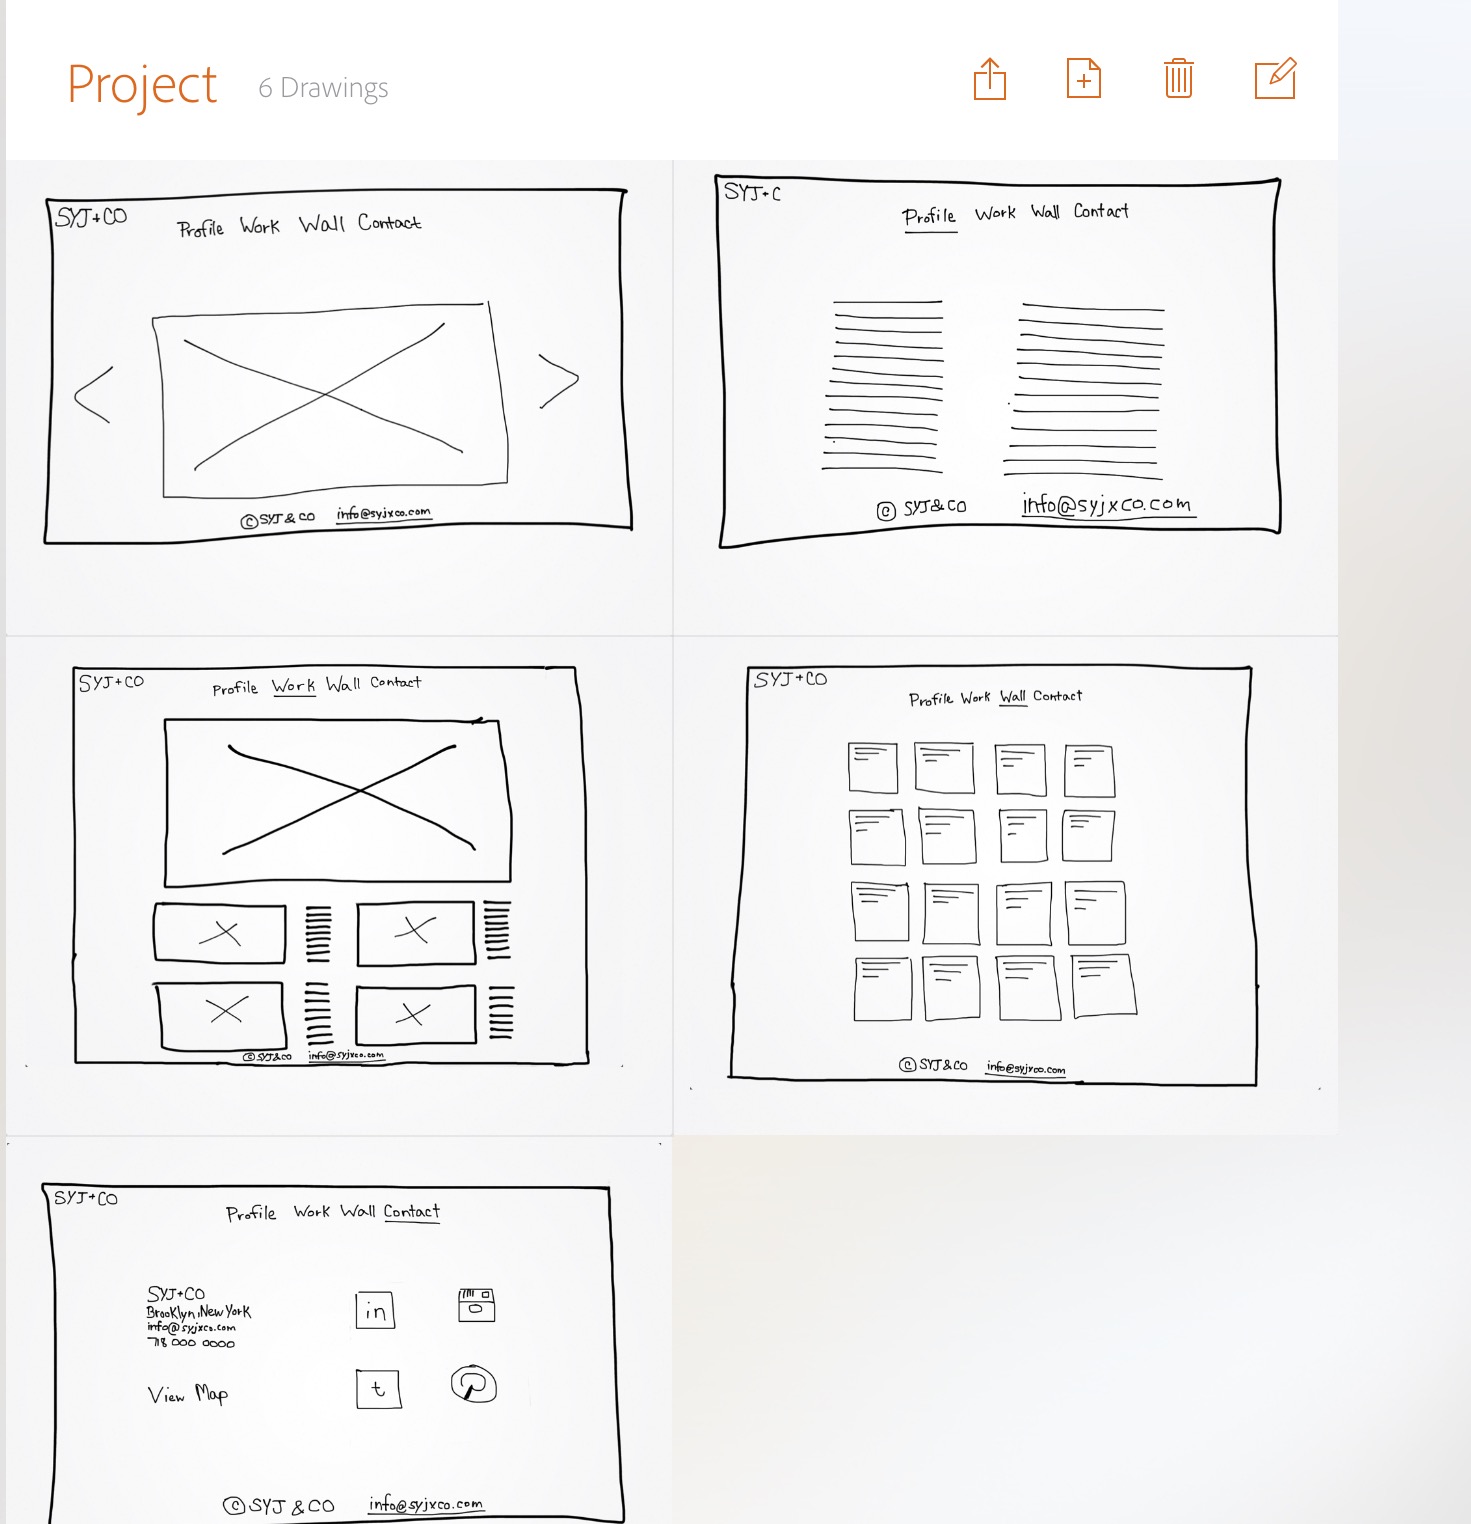 Project 6 Drawings
SYJ+CO
Profile Work Wall Contact
© SYJ & CO info@syjxco.com
SYJ+C
Profile Work Wall Contact
© SYJ&CO info@syjxco.com
SYJ+CO
Profile Work Wall Contact
© SYJ&CO info@syjxco.com
SYJ+CO
Profile Work Wall Contact
© SYJ&CO info@syjxco.com
SYJ+CO
Profile Work Wall Contact
SYJ+CO
Brooklyn, New York
info@syjxco.com
718 000 0000
View Map
in
t
© SYJ & CO info@syjxco.com